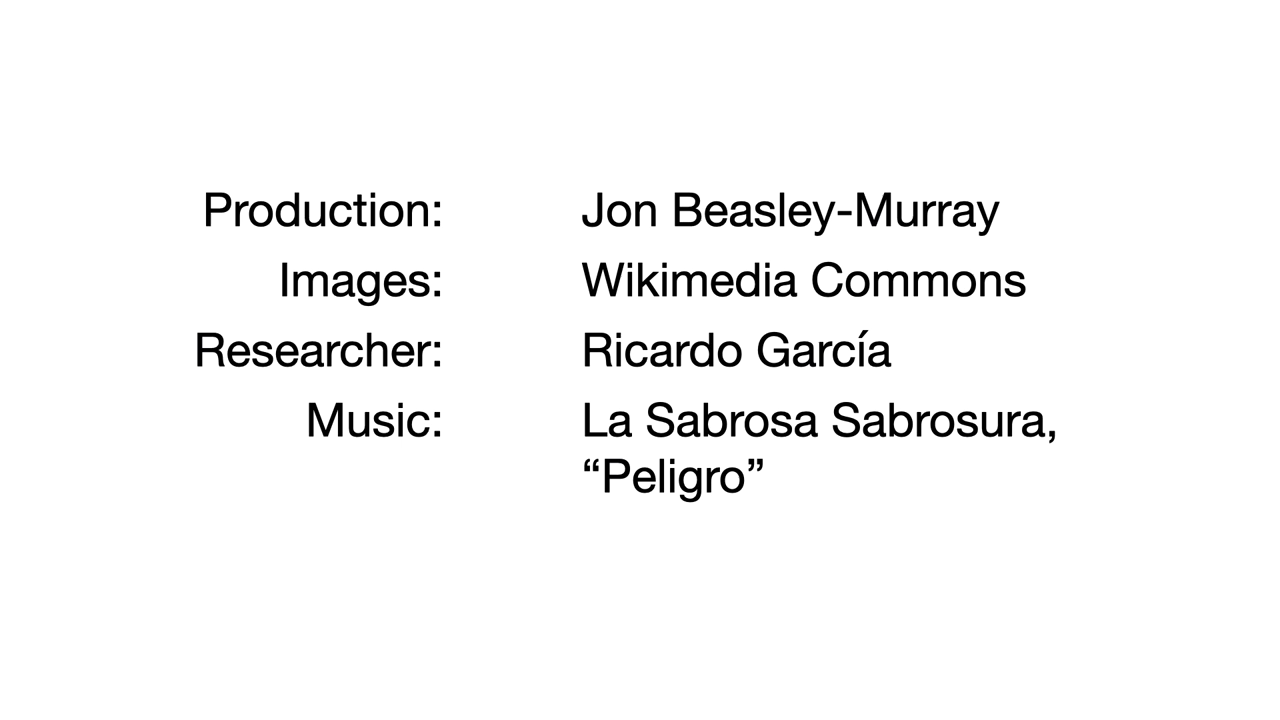 Production: Jon Beasley-Murray
Images: Wikimedia Commons
Researcher: Ricardo García
Music: La Sabrosa Sabrosura,
“Peligro”